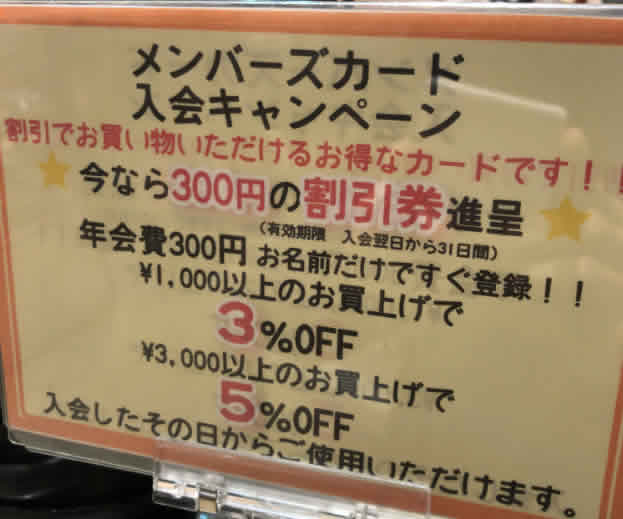 メンバーズカード
入会キャンペーン
割引でお買い物いただけるお得なカードです！！
今なら300円の割引券進呈
(有効期限　入会翌日から31日間)
年会費300円 お名前だけですぐ登録！！
¥1,000以上のお買上げで
3%OFF
¥3,000以上のお買上げで
5%OFF
入会したその日からご使用いただけます。